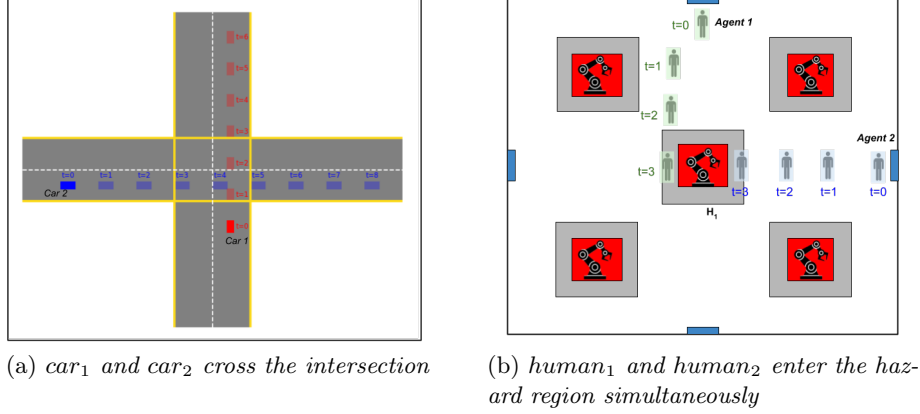 t=6
t=5
t=4
t=3
t=2
t=0 t=1 t=2 t=3 t=4 t=5 t=6 t=7 t=8
Car 2
t=1
t=0
Car 1
t=0 Agent 1
t=1
t=2
Agent 2
t=3 t=3 t=2 t=1 t=0
H1
(a) car1 and car2 cross the intersection
(b) human1 and human2 enter the haz-
ard region simultaneously